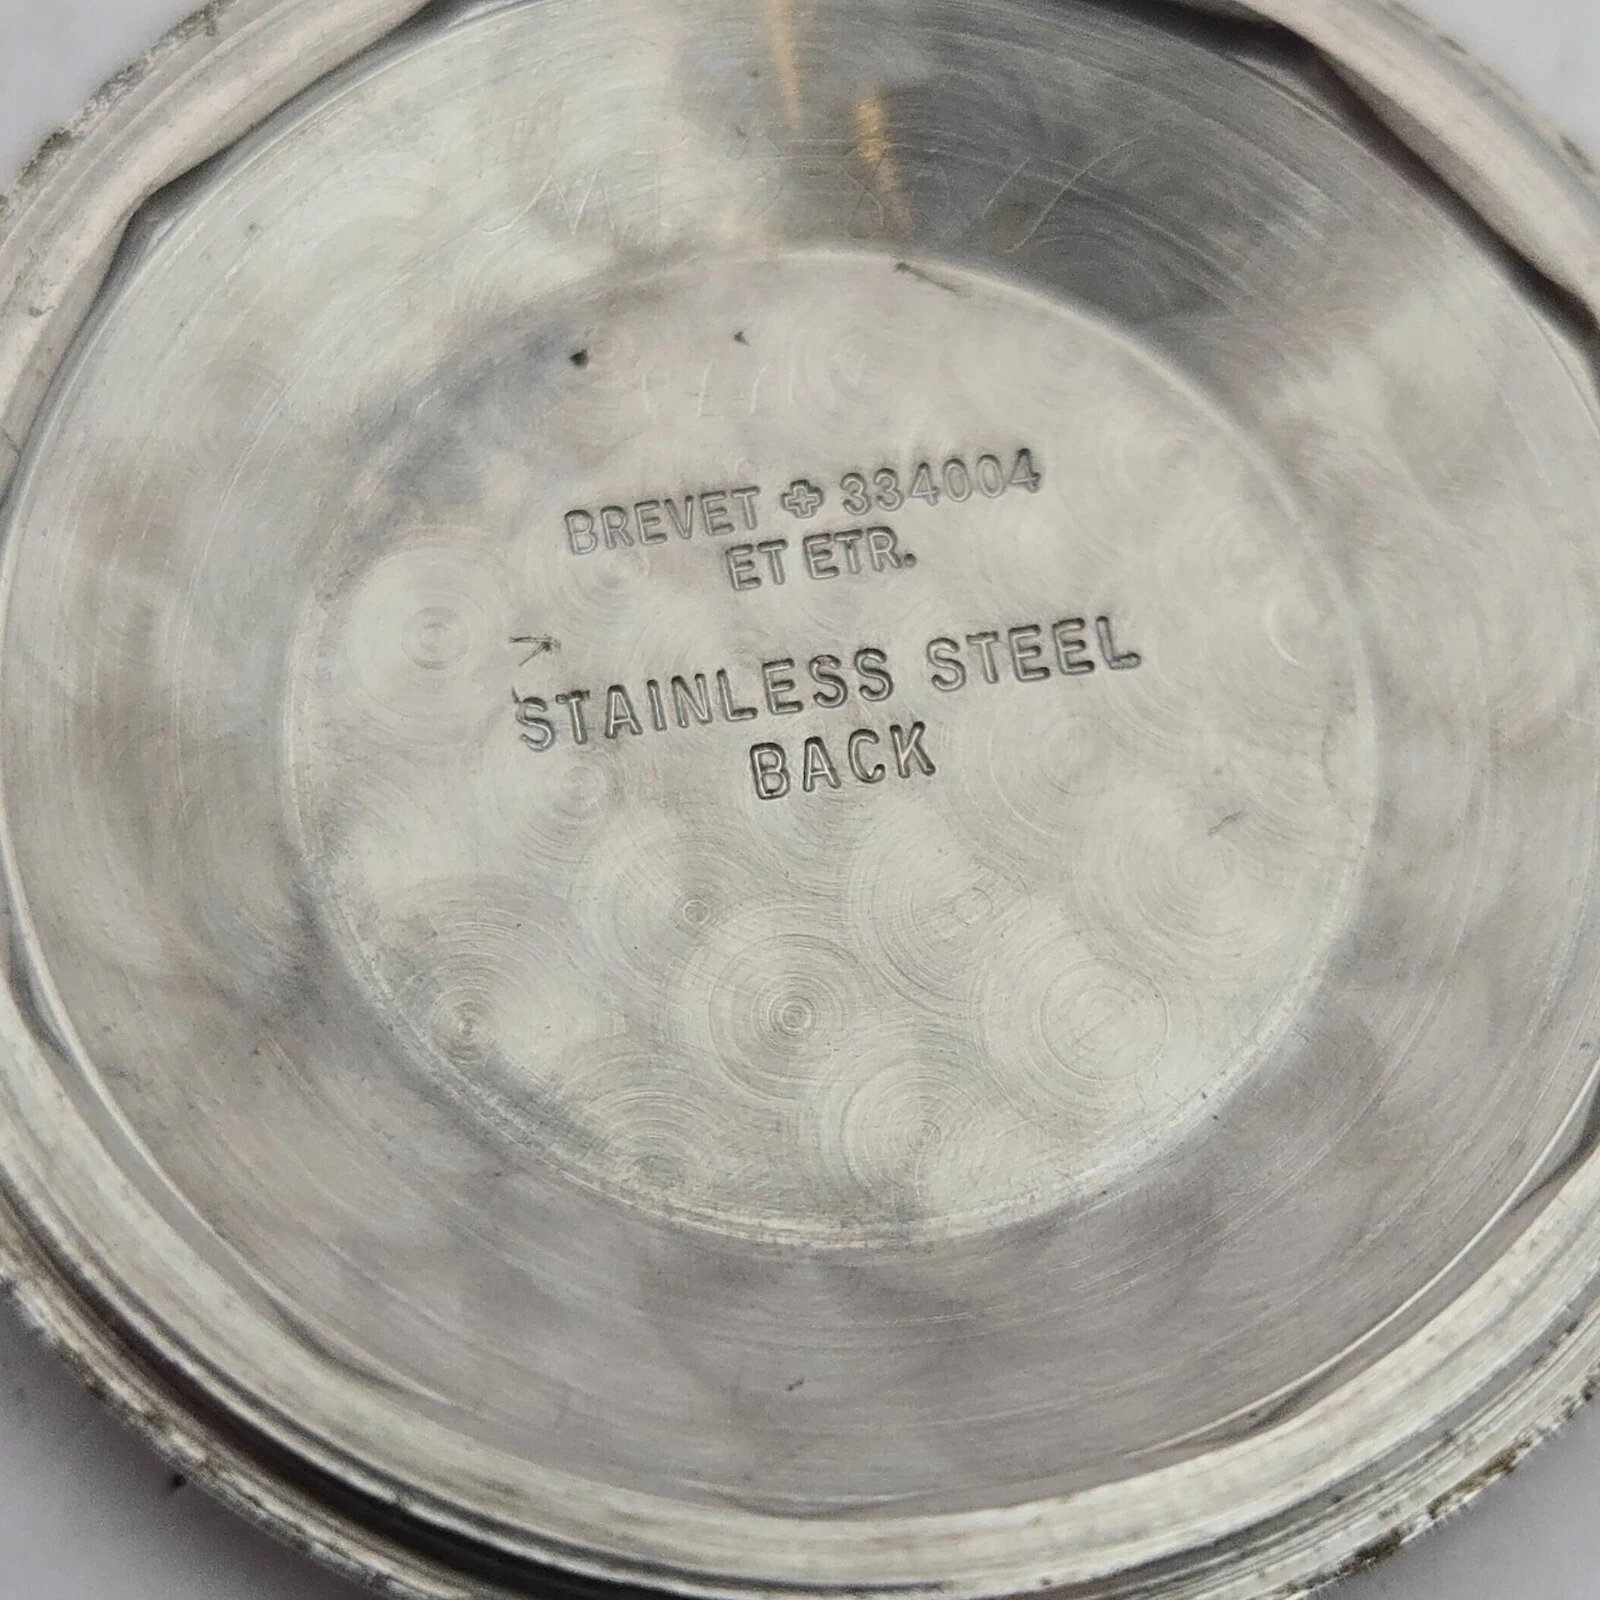 BREVET ✚ 334004
ET ETR.
STAINLESS STEEL
BACK